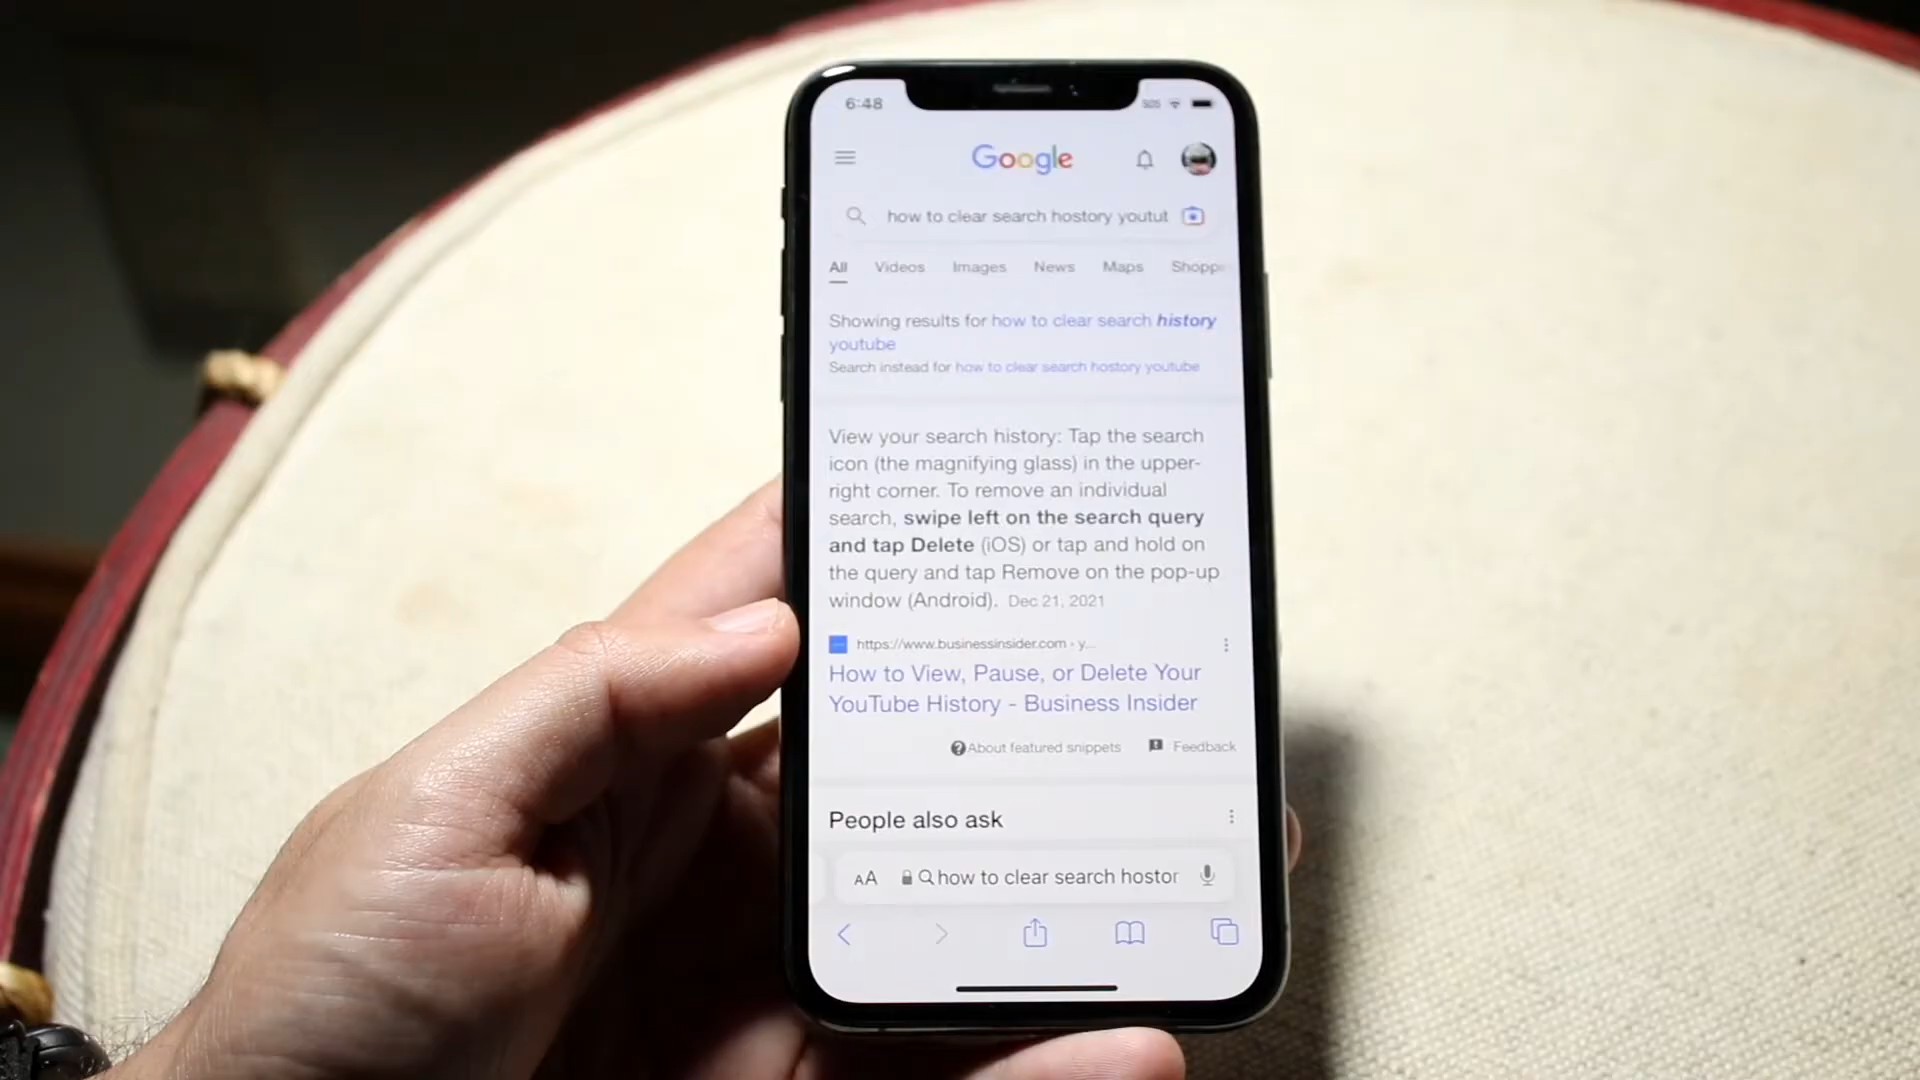 6:48
SOS
Google
how to clear search hostory youtut
All Videos Images News Maps Shoppi
Showing results for how to clear search history
youtube
Search instead for how to clear search hostory youtube
View your search history: Tap the search
icon (the magnifying glass) in the upper-
right corner. To remove an individual
search, swipe left on the search query
and tap Delete (iOS) or tap and hold on
the query and tap Remove on the pop-up
window (Android). Dec 21, 2021
https://www.businessinsider.com › y...
How to View, Pause, or Delete Your
YouTube History - Business Insider
About featured snippets Feedback
People also ask
AA how to clear search hostor